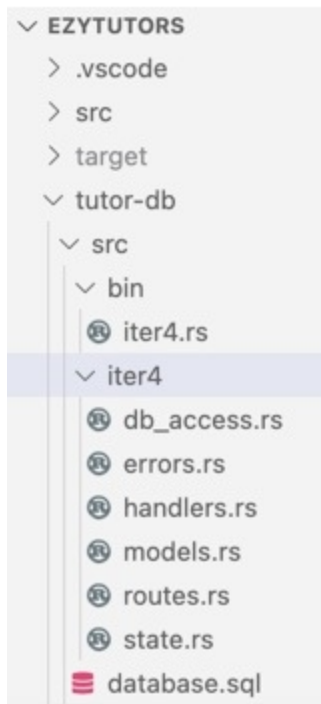 EZYTUTORS
.vscode
src
target
tutor-db
src
bin
iter4.rs
iter4
db_access.rs
errors.rs
handlers.rs
models.rs
routes.rs
state.rs
database.sql